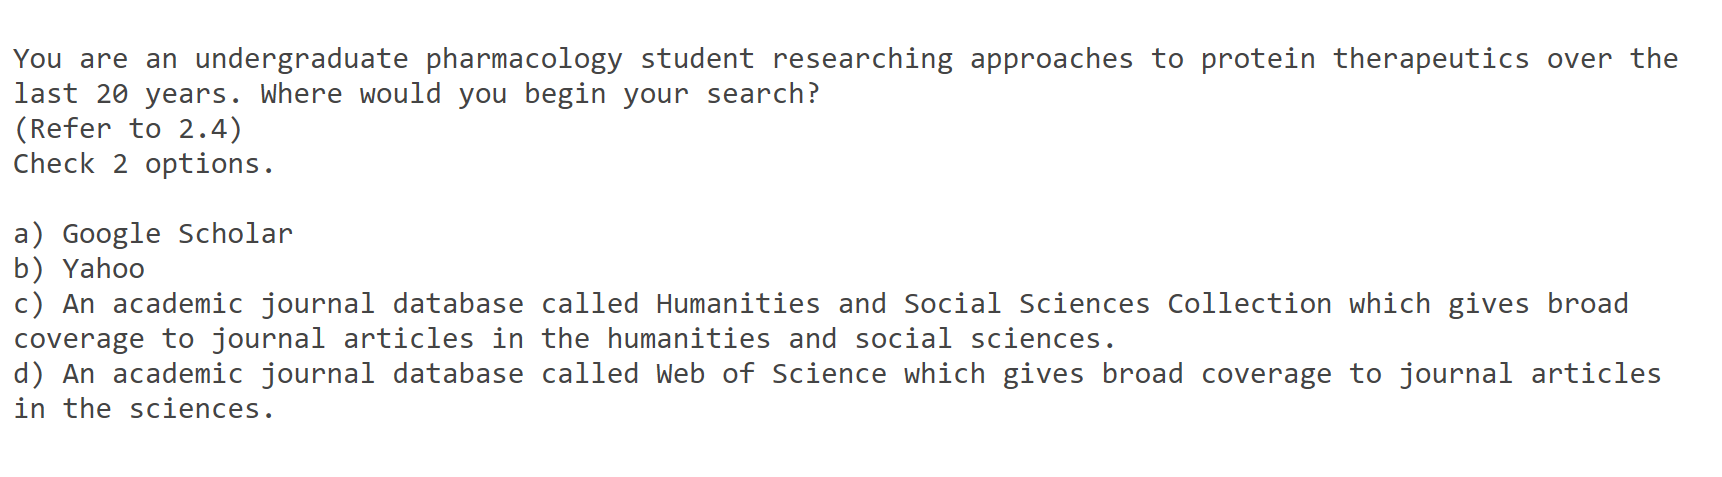 You are an undergraduate pharmacology student researching approaches to protein therapeutics over the
last 20 years. Where would you begin your search?
(Refer to 2.4)
Check 2 options.
a) Google Scholar
b) Yahoo
c) An academic journal database called Humanities and Social Sciences Collection which gives broad
coverage to journal articles in the humanities and social sciences.
d) An academic journal database called Web of Science which gives broad coverage to journal articles
in the sciences.